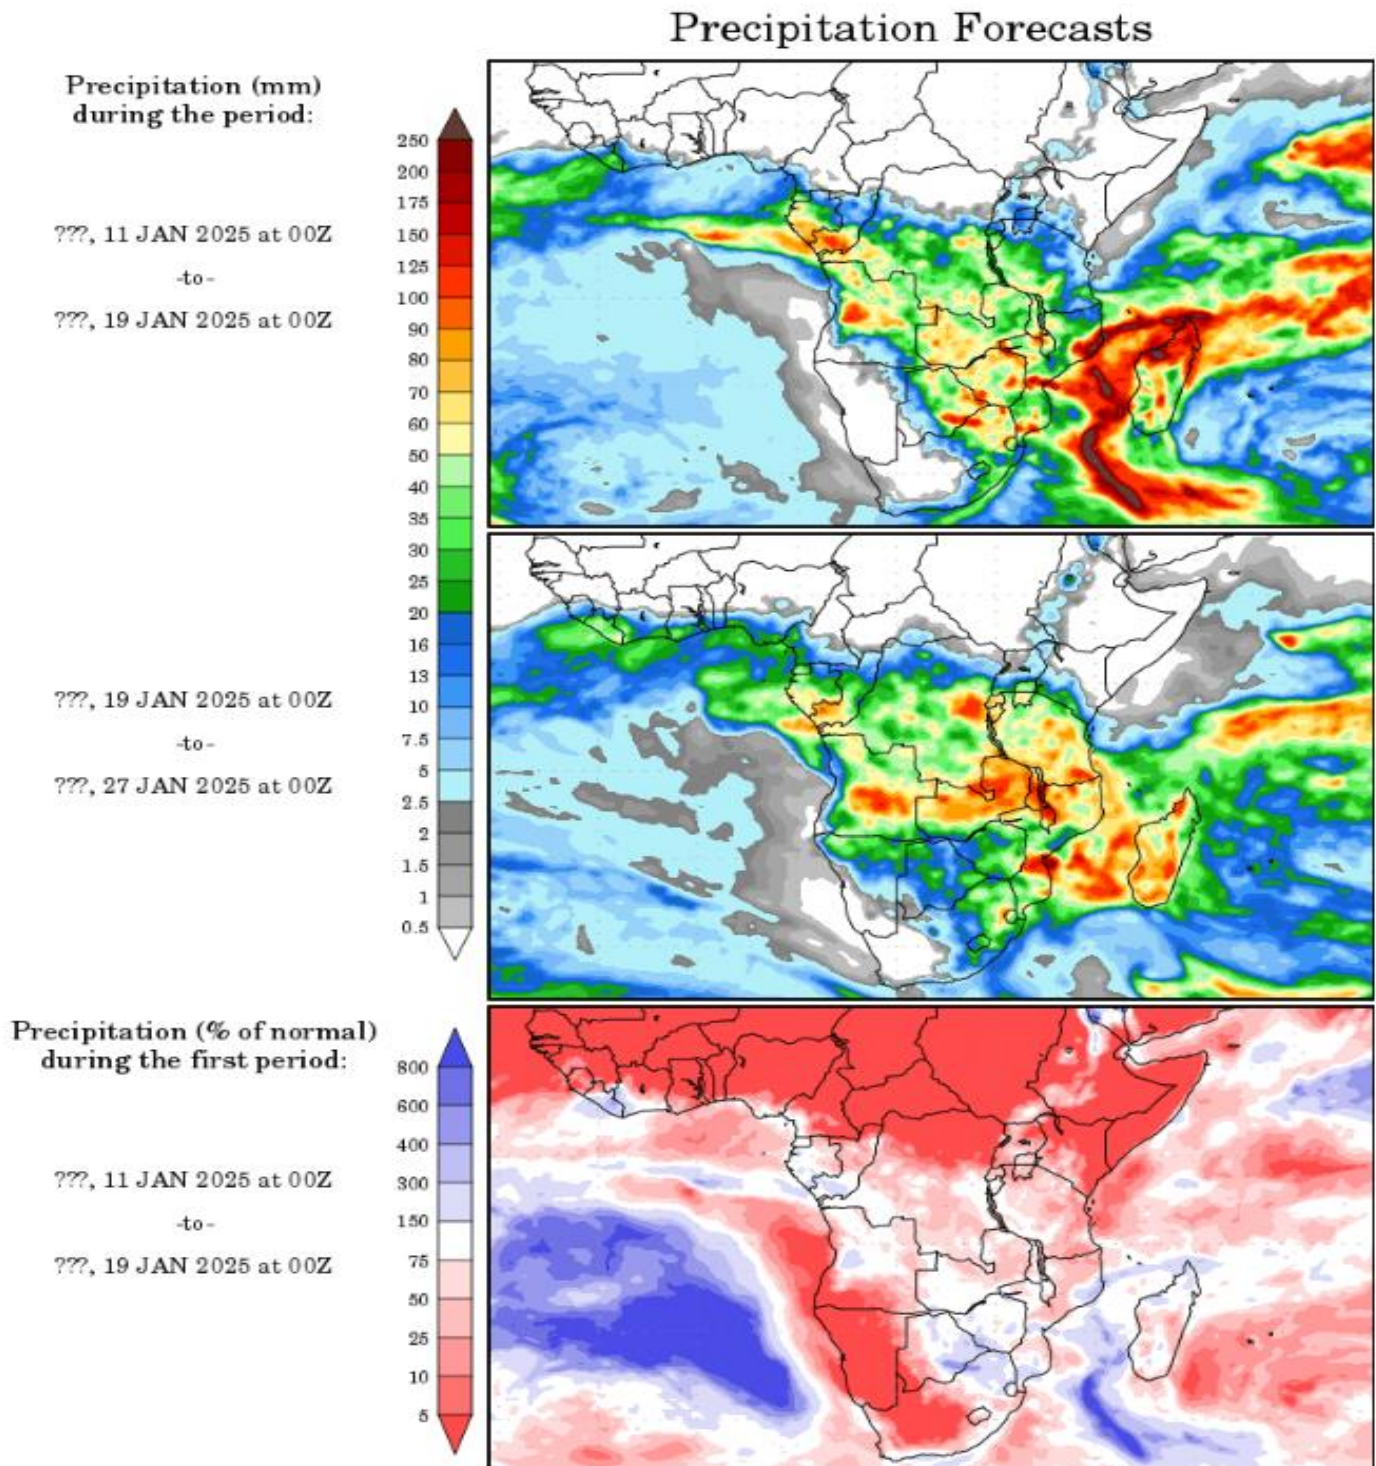 Precipitation Forecasts
Precipitation (mm)
during the period:
???, 11 JAN 2025 at 00Z
-to-
???, 19 JAN 2025 at 00Z
???, 19 JAN 2025 at 00Z
-to-
???, 27 JAN 2025 at 00Z
250
200
175
150
125
100
90
80
70
60
50
40
35
30
25
20
16
13
10
7.5
5
2.5
2
1.5
1
0.5
Precipitation (% of normal)
during the first period:
???, 11 JAN 2025 at 00Z
-to-
???, 19 JAN 2025 at 00Z
800
600
400
300
150
75
50
25
10
5